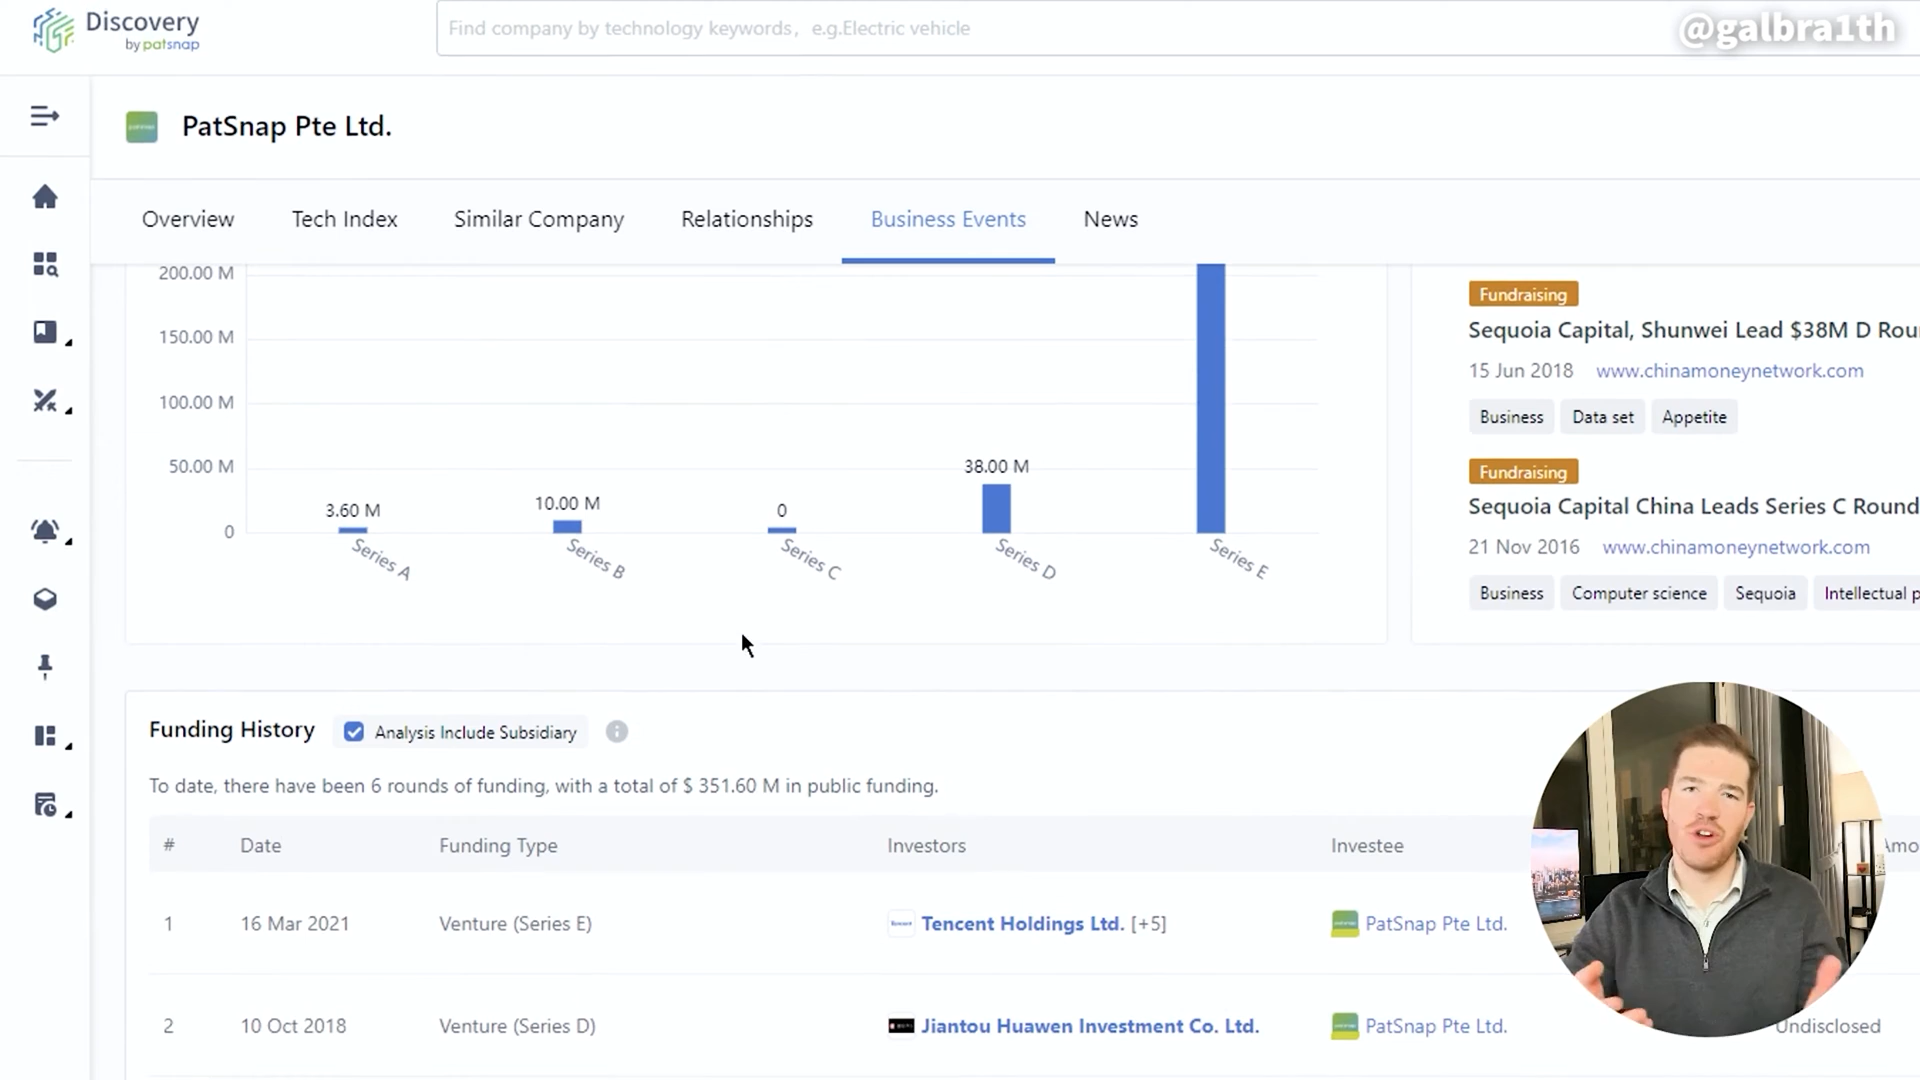 Discovery
by patsnap
Find company by technology keywords, e.g.Electric vehicle
@galbra1th
PatSnap Pte Ltd.
Overview
Tech Index
Similar Company
Relationships
Business Events
News
200.00 M
150.00 M
100.00 M
50.00 M
0
3.60 M
10.00 M
0
38.00 M
Series A
Series B
Series C
Series D
Series E
Fundraising
Sequoia Capital, Shunwei Lead $38M D
15 Jun 2018 www.chinamoneynetwork.com
Business Data set Appetite
Fundraising
Sequoia Capital China Leads Series C Round
21 Nov 2016 www.chinamoneynetwork.com
Business Computer science Sequoia Intellectual
Funding History
Analysis Include Subsidiary
To date, there have been 6 rounds of funding, with a total of $ 351.60 M in public funding.
# Date Funding Type Investors Investee
1 16 Mar 2021 Venture (Series E) Tencent Holdings Ltd. [+5] PatSnap Pte Ltd.
2 10 Oct 2018 Venture (Series D) Jiantou Huawen Investment Co. Ltd. PatSnap Pte Ltd. Undisclosed